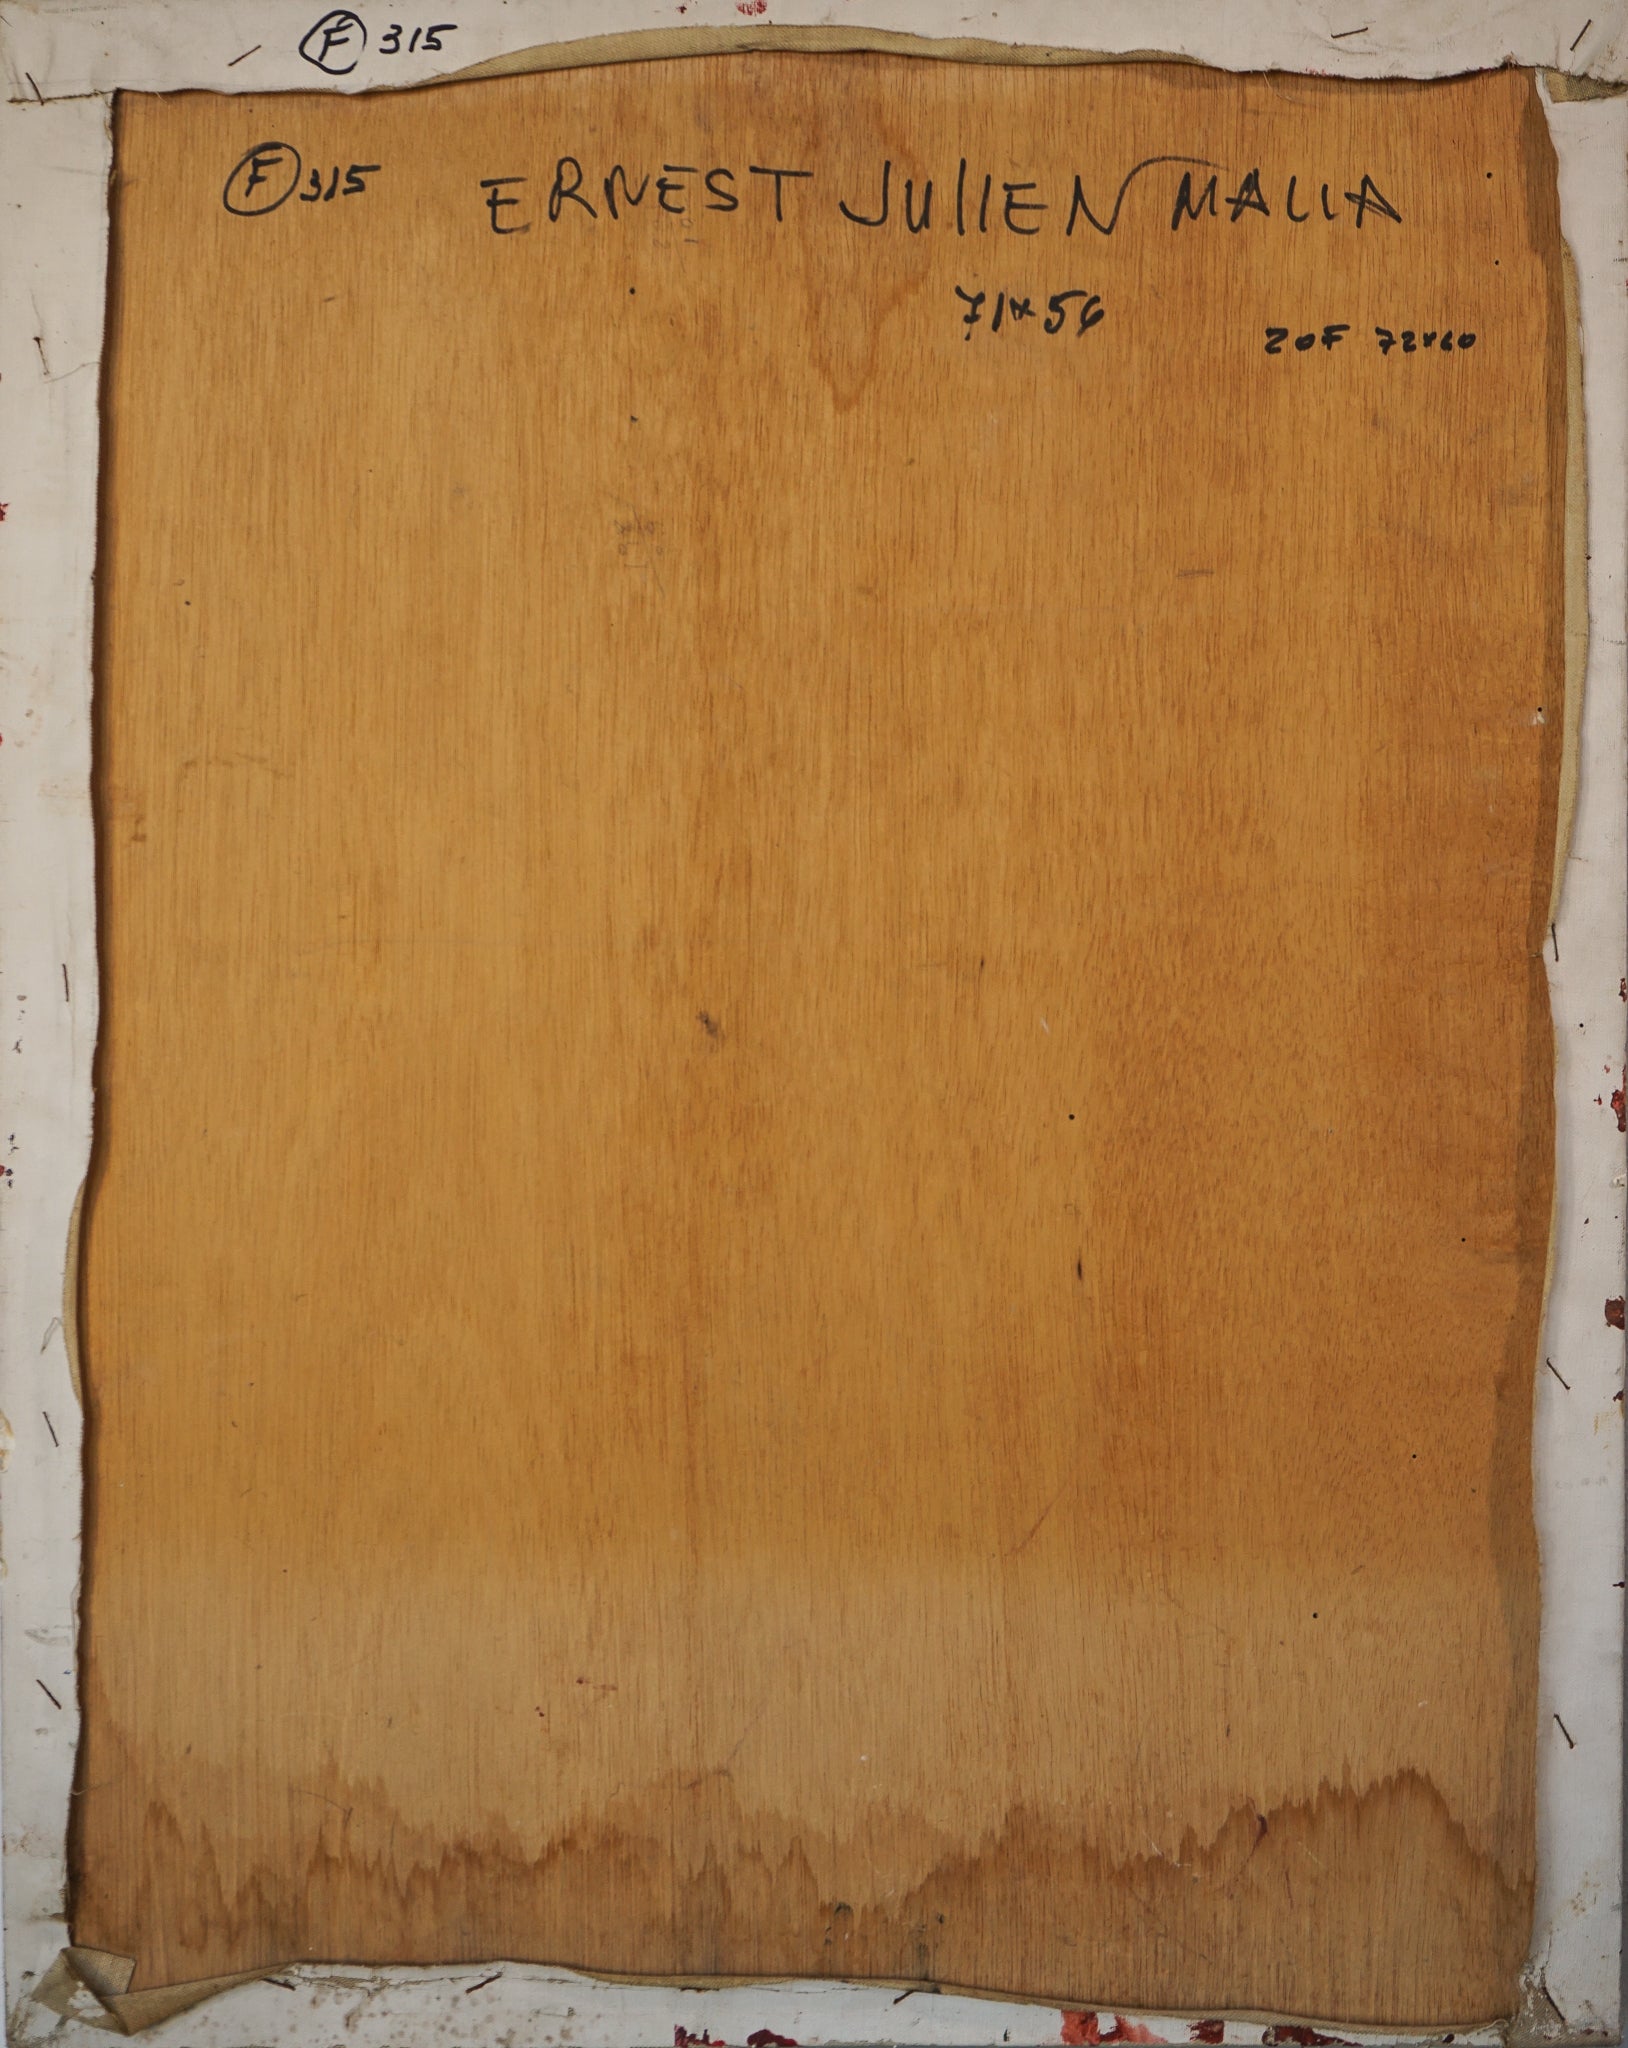 F 315
F 315 ERNEST JULIEN MALLA
71x56
20F 72x60